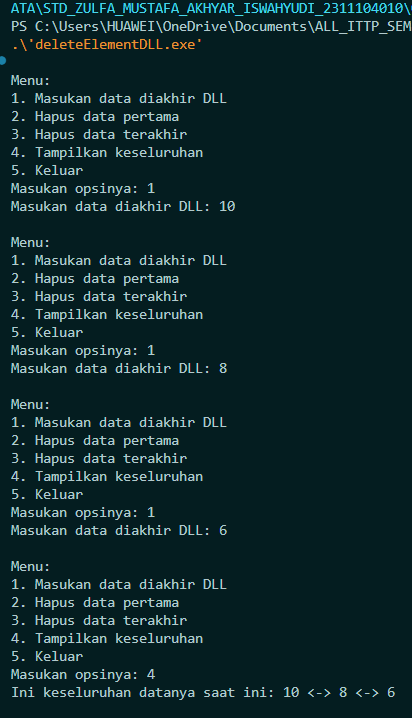 ATA\STD_ZULFA_MUSTAFA_AKHYAR_ISWAHYUDI_2311104010\
PS C:\Users\HUAWEI\OneDrive\Documents\ALL_ITTP_SEM
.\'deleteElementDLL.exe'
Menu:
1. Masukan data diakhir DLL
2. Hapus data pertama
3. Hapus data terakhir
4. Tampilkan keseluruhan
5. Keluar
Masukan opsinya: 1
Masukan data diakhir DLL: 10
Menu:
1. Masukan data diakhir DLL
2. Hapus data pertama
3. Hapus data terakhir
4. Tampilkan keseluruhan
5. Keluar
Masukan opsinya: 1
Masukan data diakhir DLL: 8
Menu:
1. Masukan data diakhir DLL
2. Hapus data pertama
3. Hapus data terakhir
4. Tampilkan keseluruhan
5. Keluar
Masukan opsinya: 1
Masukan data diakhir DLL: 6
Menu:
1. Masukan data diakhir DLL
2. Hapus data pertama
3. Hapus data terakhir
4. Tampilkan keseluruhan
5. Keluar
Masukan opsinya: 4
Ini keseluruhan datanya saat ini: 10 <-> 8 <-> 6